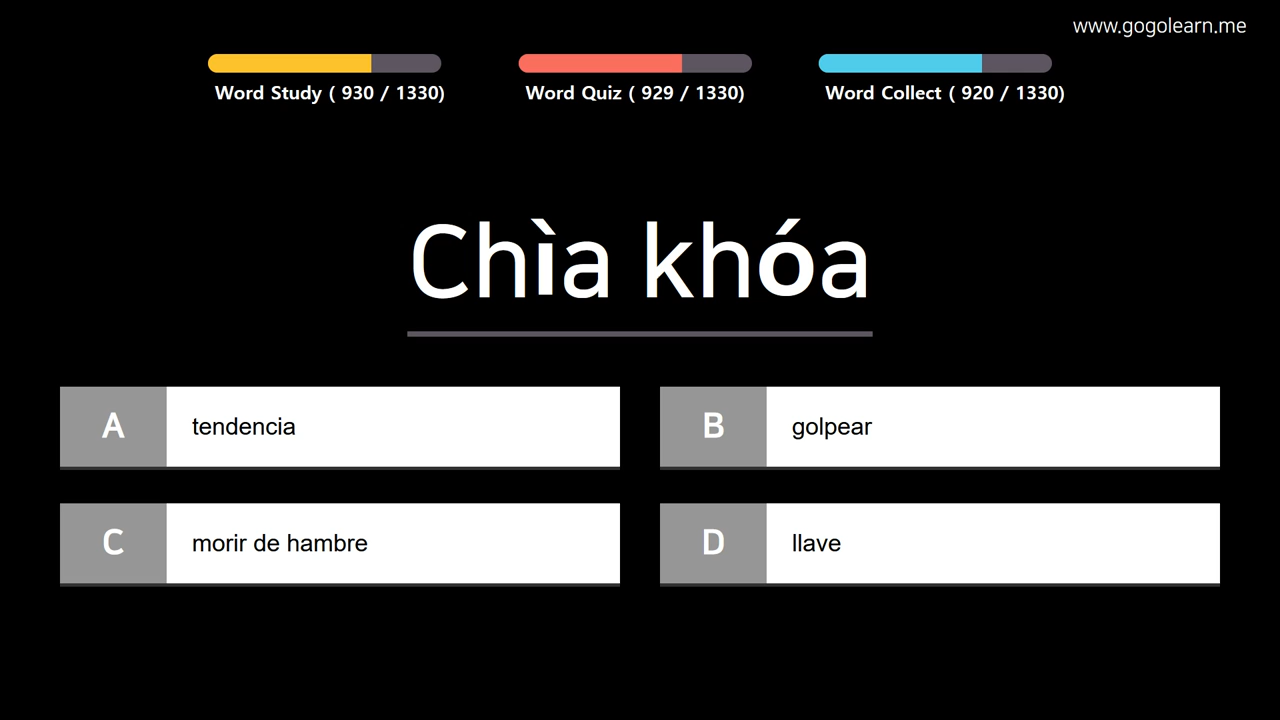 www.gogolearn.me
Word Study ( 930 / 1330)
Word Quiz ( 929 / 1330)
Word Collect ( 920 / 1330)
Chìa khóa
A
tendencia
B
golpear
C
morir de hambre
D
llave